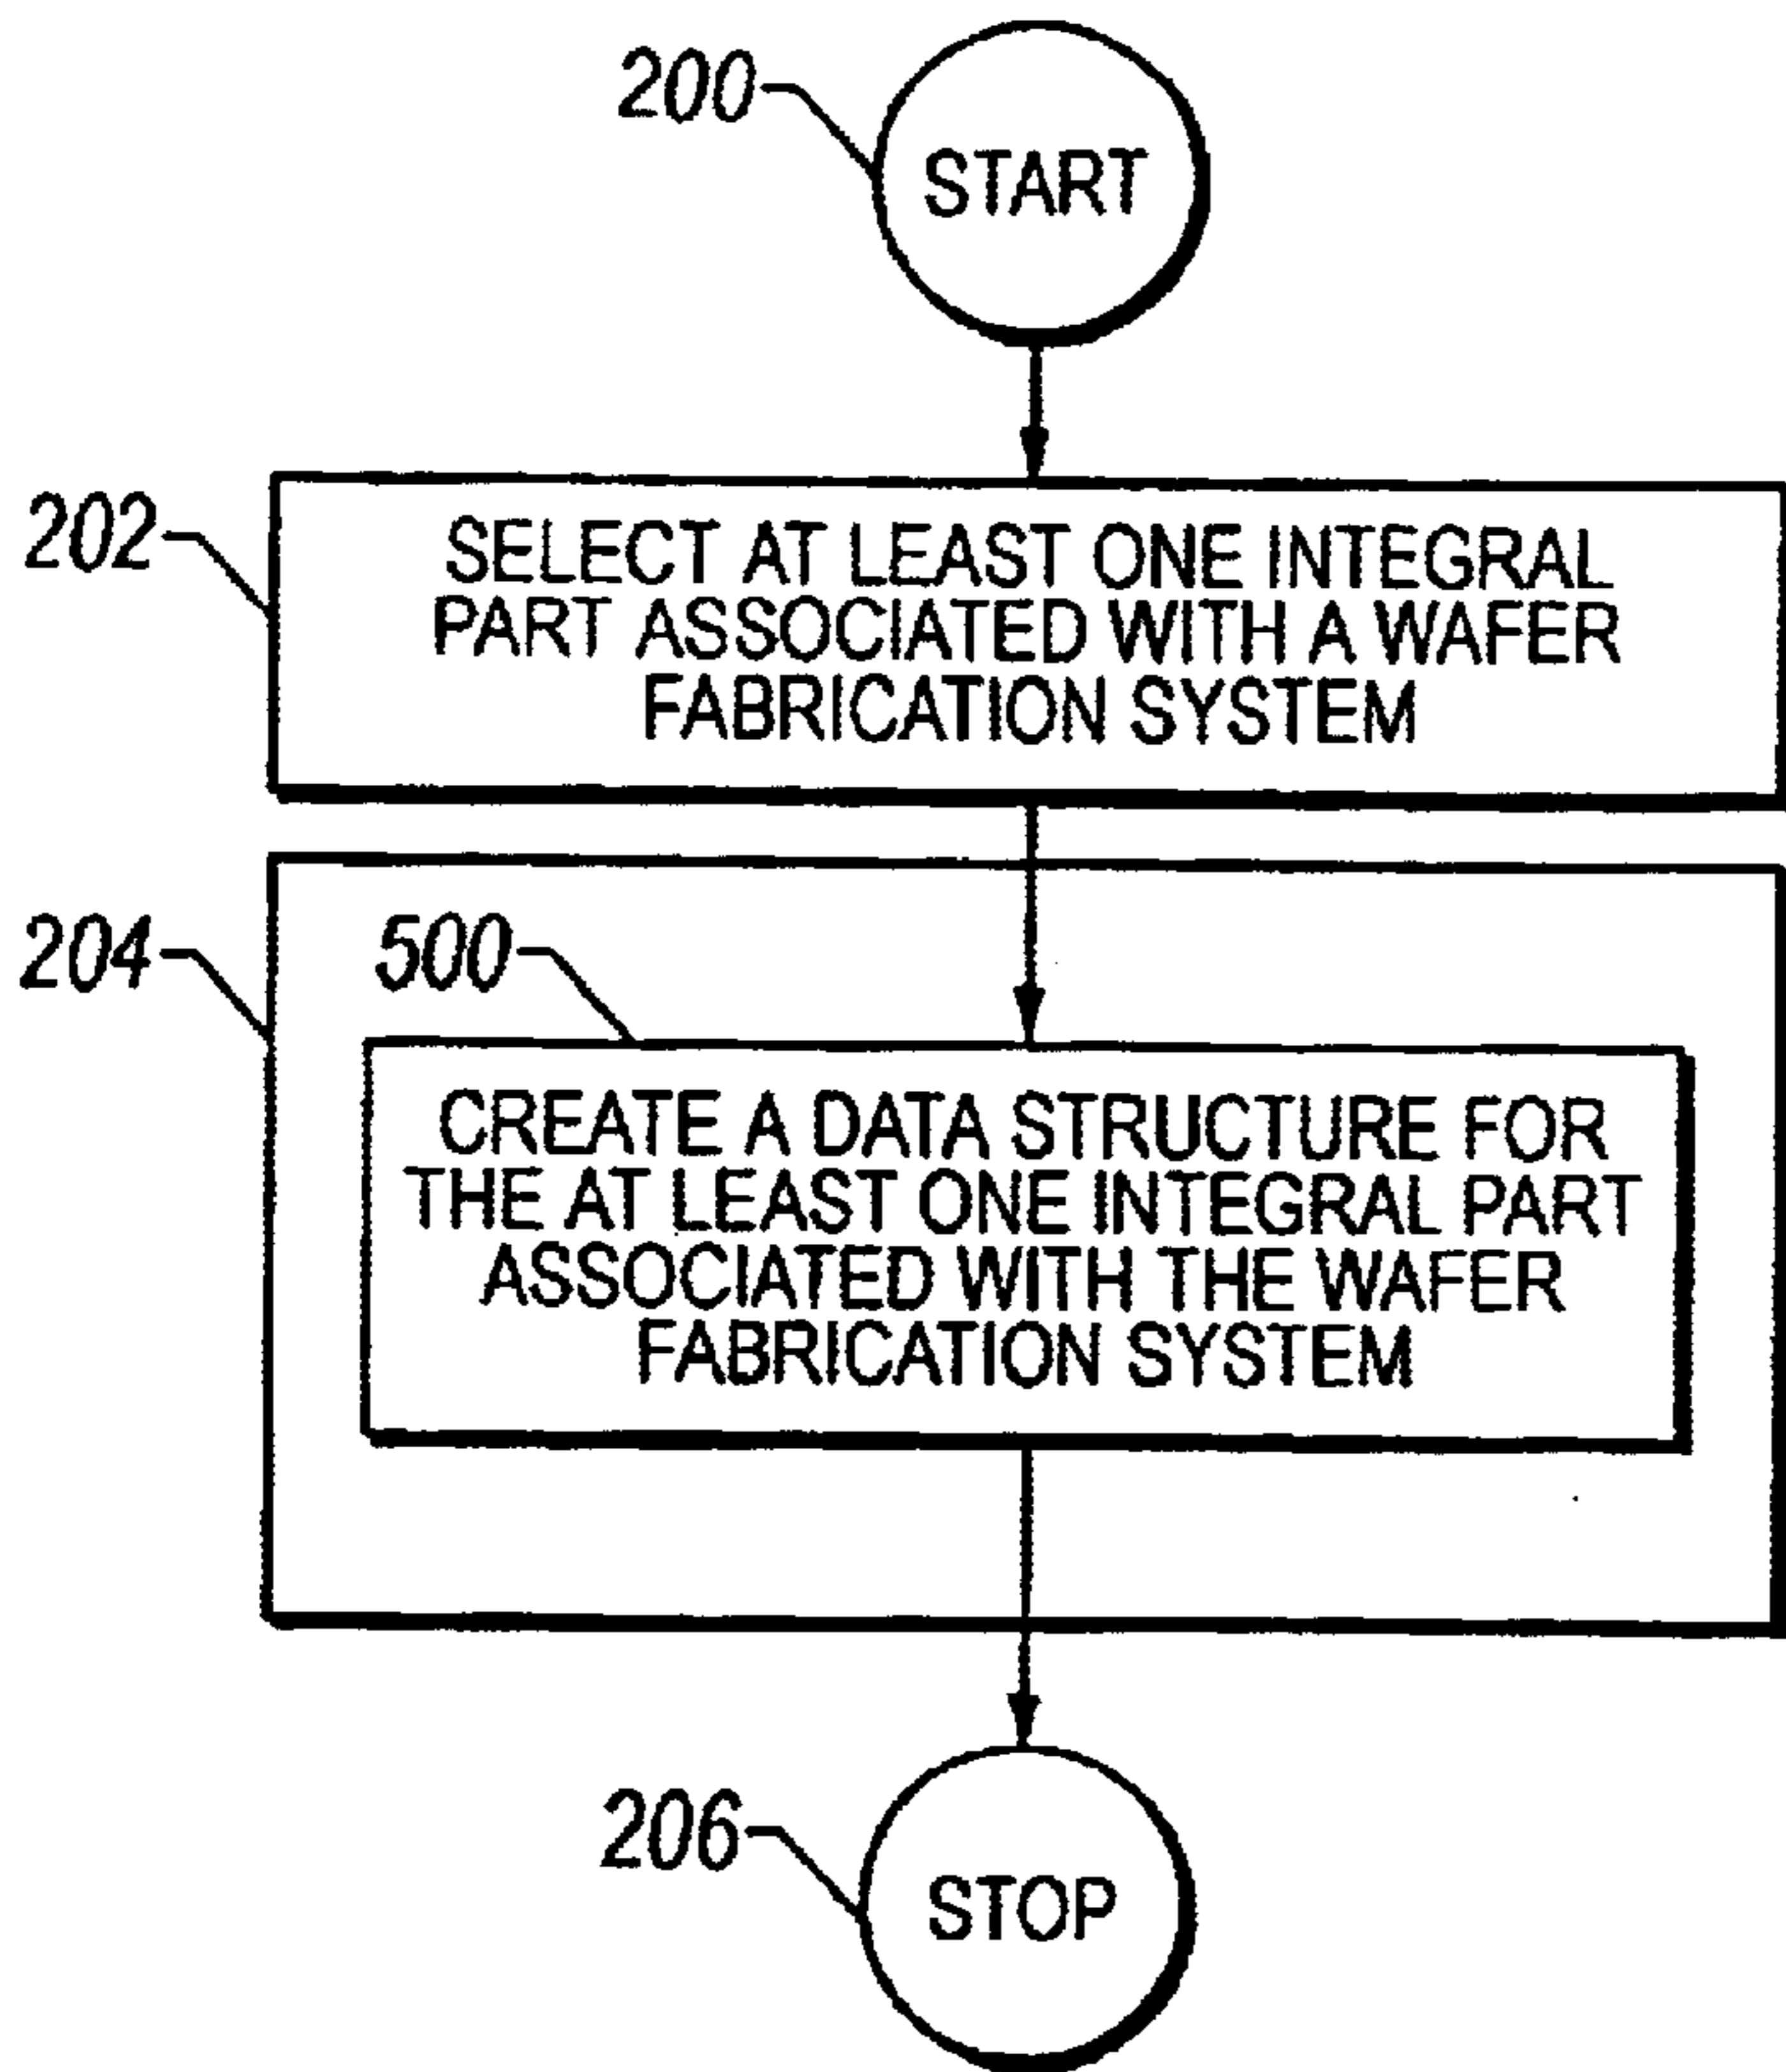 200
START
202
SELECT AT LEAST ONE INTEGRAL
PART ASSOCIATED WITH A WAFER
FABRICATION SYSTEM
204
500
CREATE A DATA STRUCTURE FOR
THE AT LEAST ONE INTEGRAL PART
ASSOCIATED WITH THE WAFER
FABRICATION SYSTEM
206
STOP